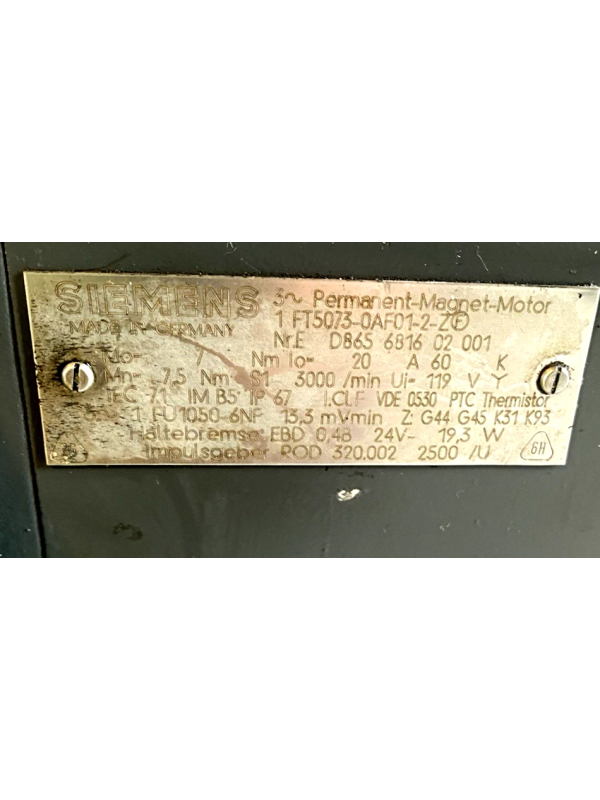 SIEMENS 3~ Permanent-Magnet-Motor
MADE IN GERMANY 1 FT5073-0AF01-2-Z F
Nr.E D865 6816 02 001
Mo- 7 Nm Io= 20 A 60 K
Mn- 7,5 Nm S1 3000 /min Ui- 119 V Y
IEC 71 IM B5 IP 67 I.Cl.F VDE 0530 PTC Thermistor
1 FU1050-6NF 13,3 mV·min Z: G44 G45 K31 K93
Haltebremse EBD 0,4B 24V- 19,3 W
Impulsgeber ROD 320.002 2500 /U
6H